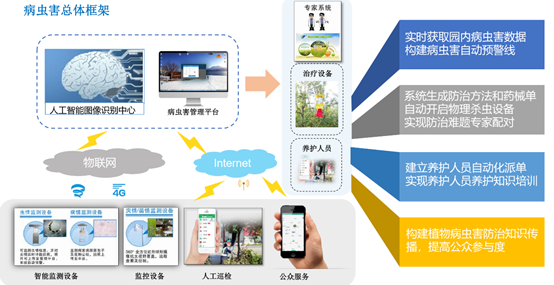 病虫害总体框架
专家系统
实时获取园内病虫害数据
构建病虫害自动预警线
人工智能图像识别中心
病虫害管理平台
治疗设备
系统生成防治方法和药械单
自动开启物理杀虫设备
实现防治难题专家配对
物联网
Internet
养护人员
4G
建立养护人员自动化派单
实现养护人员养护知识培训
虫情监测设备
病情监测设备
360°
构建植物病虫害防治知识传
播，提高公众参与度
智能监测设备
监控设备
人工巡检
公众服务